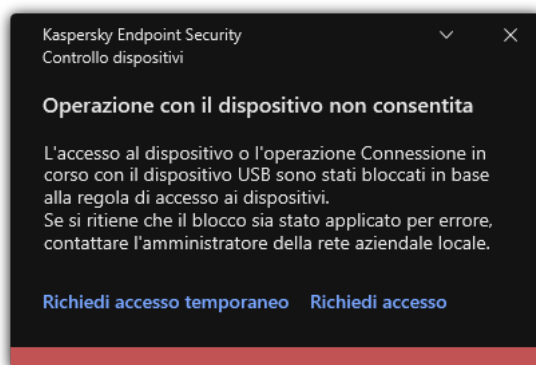 Kaspersky Endpoint Security
Controllo dispositivi
Operazione con il dispositivo non consentita
L'accesso al dispositivo o l'operazione Connessione in
corso con il dispositivo USB sono stati bloccati in base
alla regola di accesso ai dispositivi.
Se si ritiene che il blocco sia stato applicato per errore,
contattare l'amministratore della rete aziendale locale.
Richiedi accesso temporaneo Richiedi accesso